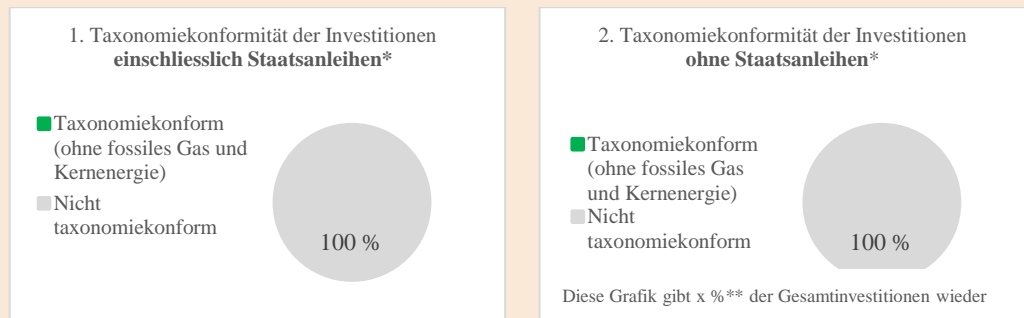 1. Taxonomiekonformität der Investitionen
einschliesslich Staatsanleihen*
Taxonomiekonform
(ohne fossiles Gas und
Kernenergie)
Nicht
taxonomiekonform
100 %
2. Taxonomiekonformität der Investitionen
ohne Staatsanleihen*
Taxonomiekonform
(ohne fossiles Gas
und Kernenergie)
Nicht
taxonomiekonform
100 %
Diese Grafik gibt x %** der Gesamtinvestitionen wieder